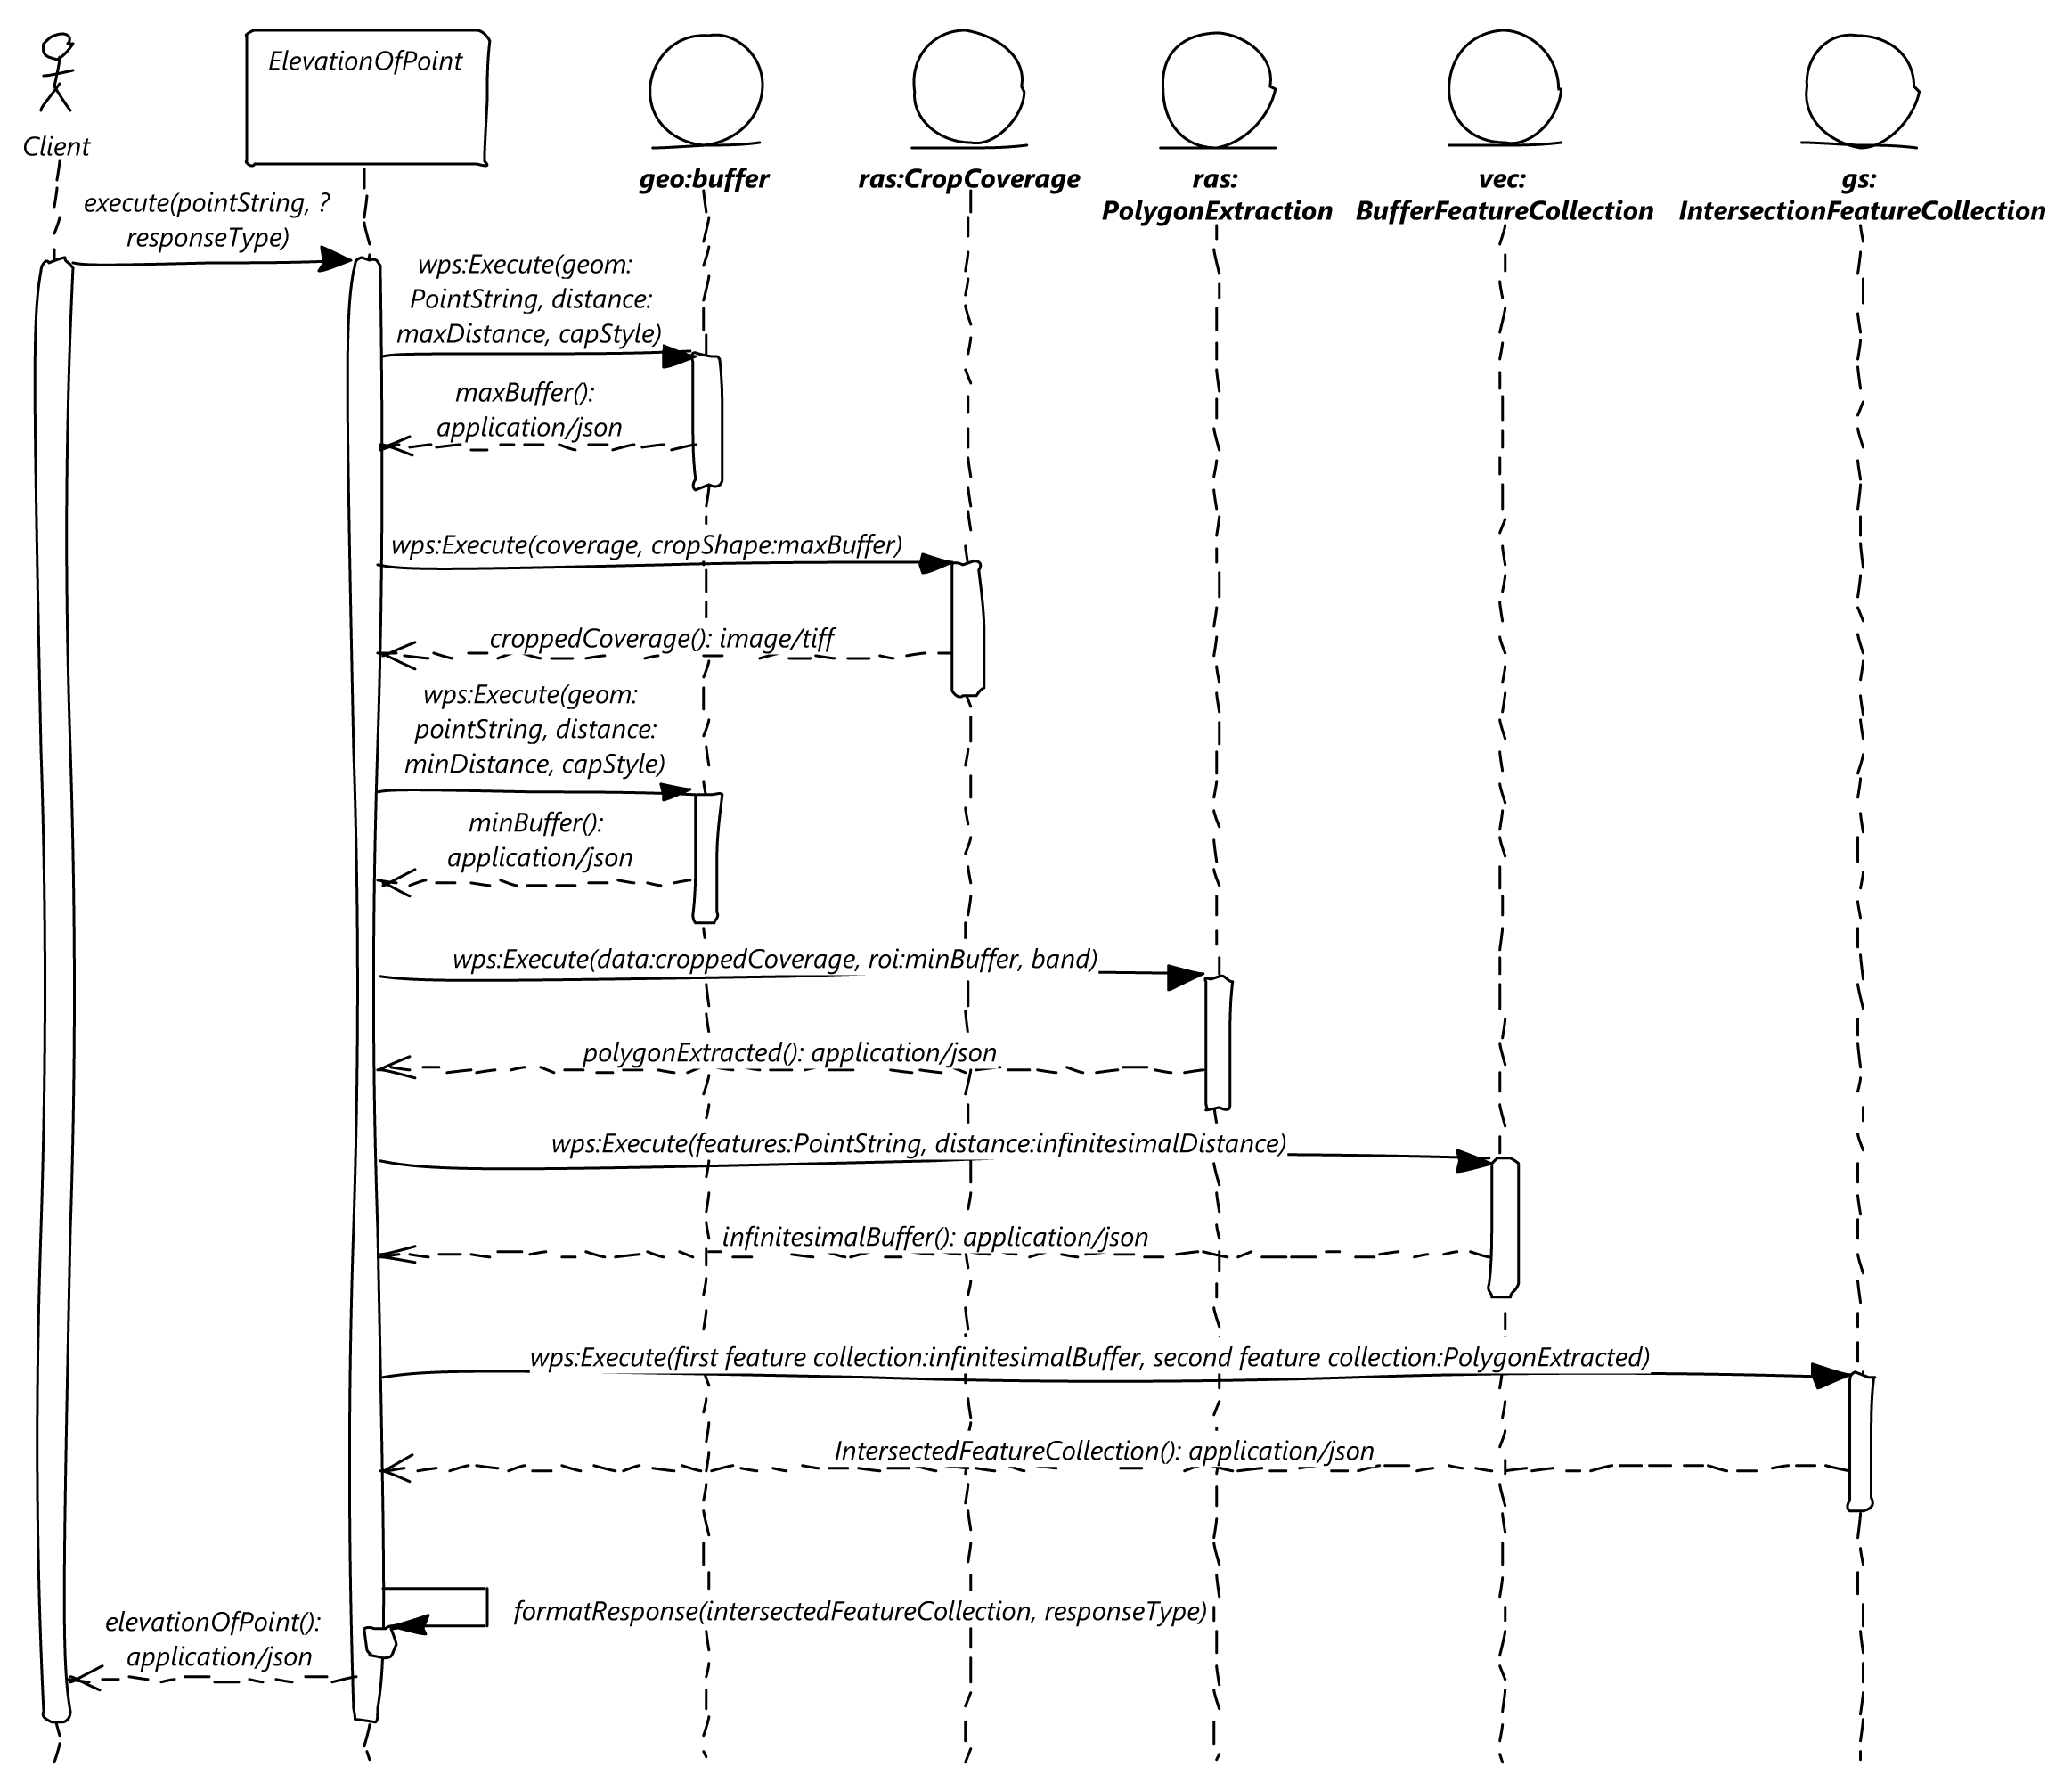 ElevationOfPoint
Client
geo:buffer
ras:CropCoverage
ras:
PolygonExtraction
vec:
BufferFeatureCollection
gs:
IntersectionFeatureCollection
execute(pointString, ?
responseType)
wps:Execute(geom:
PointString, distance:
maxDistance, capStyle)
maxBuffer():
application/json
wps:Execute(coverage, cropShape:maxBuffer)
croppedCoverage(): image/tiff
wps:Execute(geom:
pointString, distance:
minDistance, capStyle)
minBuffer():
application/json
wps:Execute(data:croppedCoverage, roi:minBuffer, band)
polygonExtracted(): application/json
wps:Execute(features:PointString, distance:infinitesimalDistance)
infinitesimalBuffer(): application/json
wps:Execute(first feature collection:infinitesimalBuffer, second feature collection:PolygonExtracted)
IntersectedFeatureCollection(): application/json
formatResponse(intersectedFeatureCollection, responseType)
elevationOfPoint():
application/json